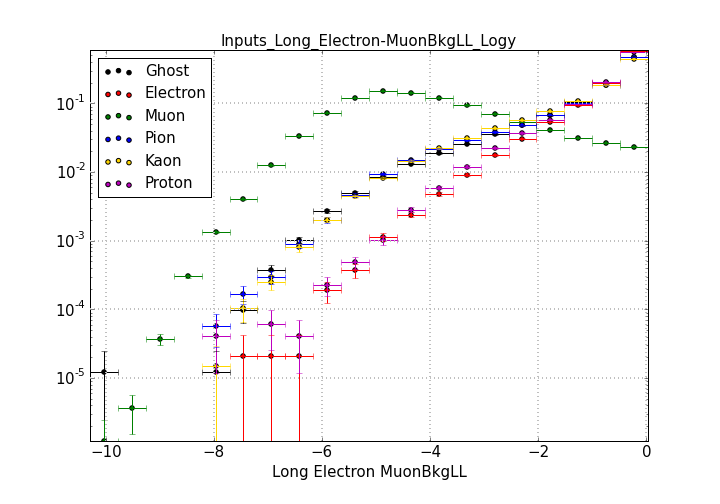 Inputs_Long_Electron-MuonBkgLL_Logy
Ghost
Electron
Muon
Pion
Kaon
Proton
10⁻¹
10⁻²
10⁻³
10⁻⁴
10⁻⁵
−10 −8 −6 −4 −2 0
Long Electron MuonBkgLL